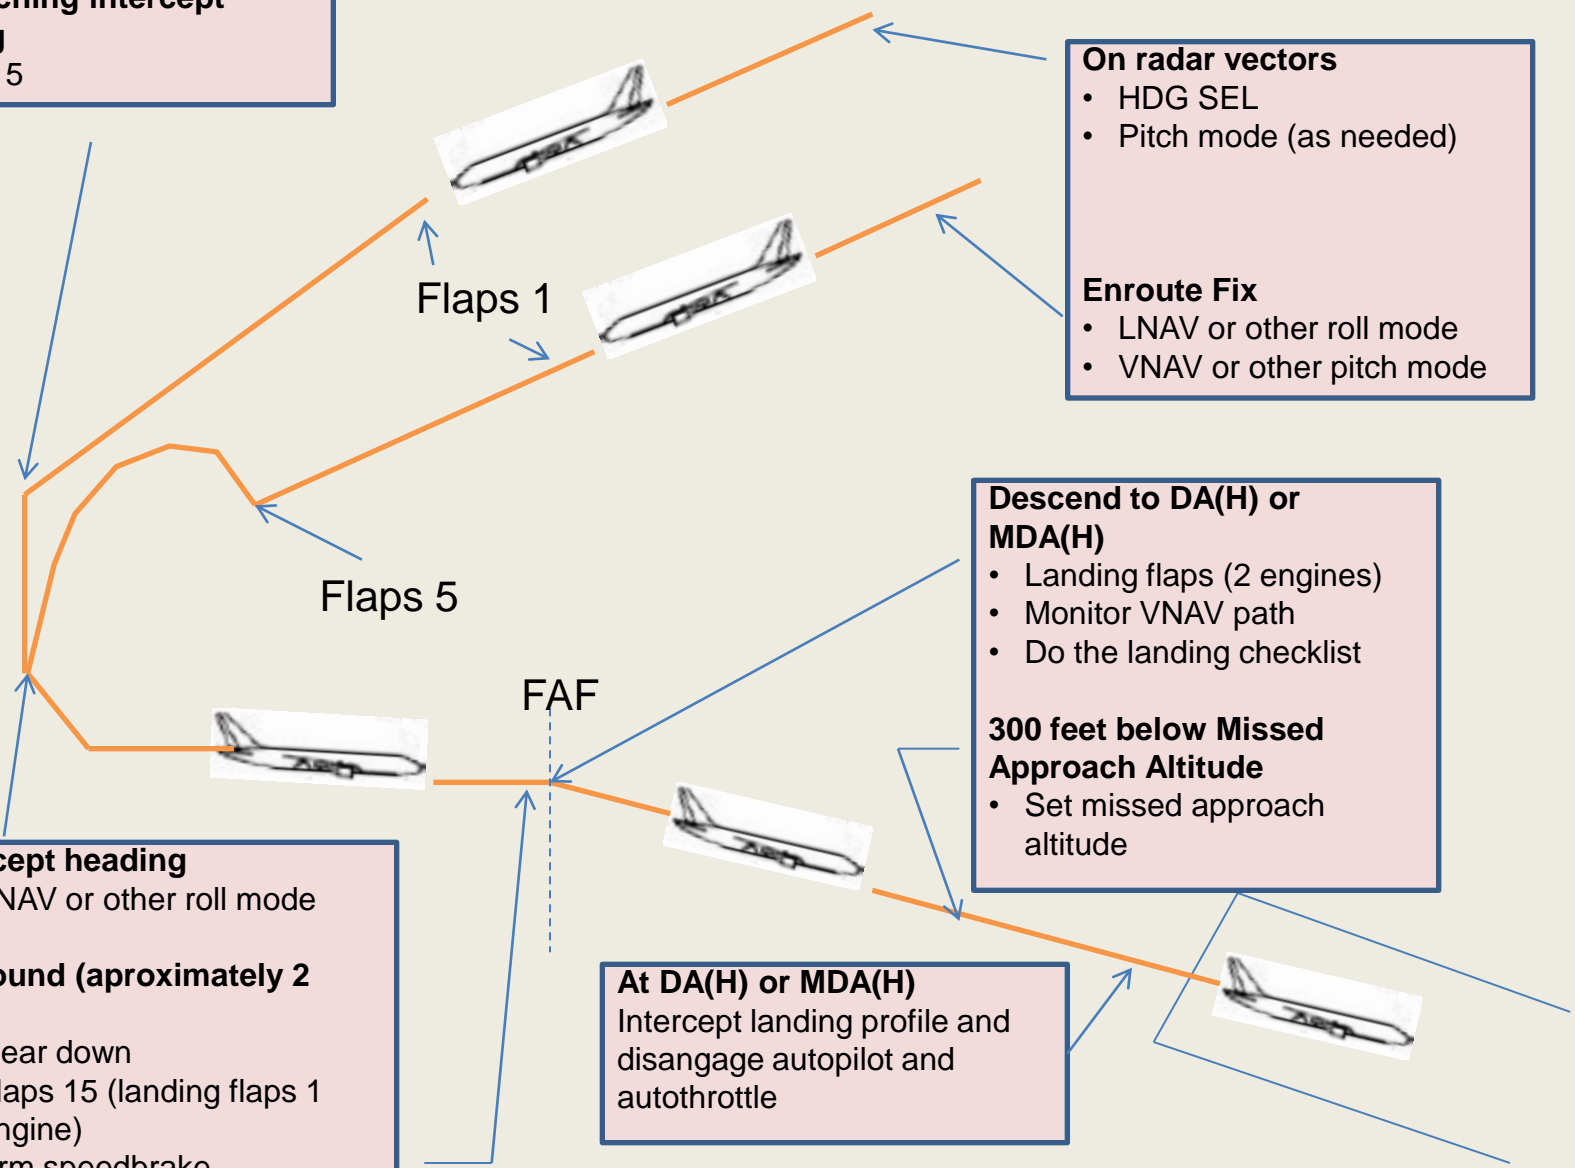 intercept
5
On radar vectors
• HDG SEL
• Pitch mode (as needed)
Enroute Fix
• LNAV or other roll mode
• VNAV or other pitch mode
Flaps 1
Flaps 5
Descend to DA(H) or
MDA(H)
• Landing flaps (2 engines)
• Monitor VNAV path
• Do the landing checklist
300 feet below Missed
Approach Altitude
• Set missed approach
altitude
FAF
cept heading
NAV or other roll mode
ound (aproximately 2
ear down
laps 15 (landing flaps 1
ngine)
rm speedbrake
At DA(H) or MDA(H)
Intercept landing profile and
disangage autopilot and
autothrottle